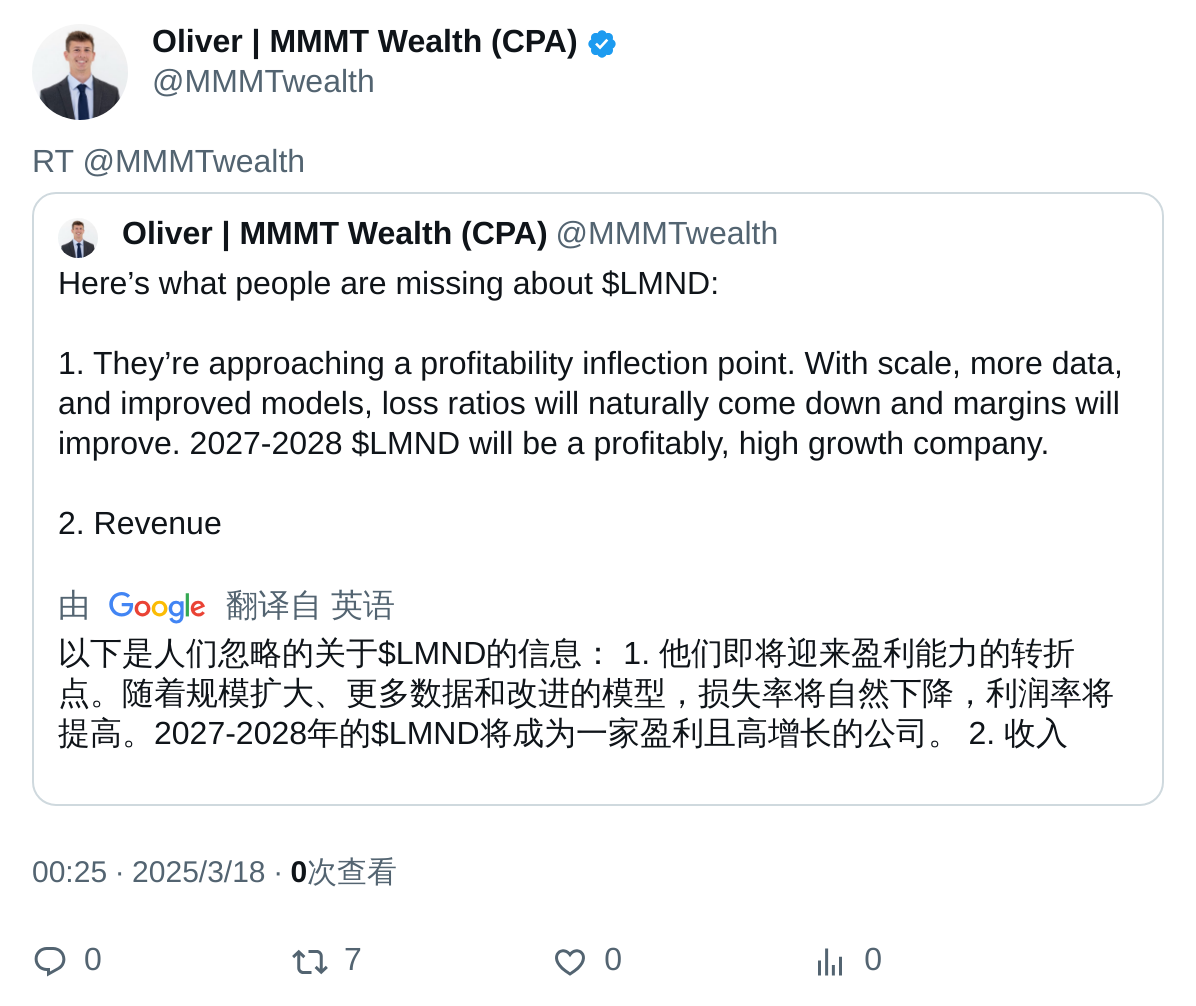 Oliver | MMMT Wealth (CPA)
@MMMTwealth
RT @MMMTwealth
Oliver | MMMT Wealth (CPA) @MMMTwealth
Here’s what people are missing about $LMND:
1. They’re approaching a profitability inflection point. With scale, more data,
and improved models, loss ratios will naturally come down and margins will
improve. 2027-2028 $LMND will be a profitably, high growth company.
2. Revenue
由 Google 翻译自 英语
以下是人们忽略的关于$LMND的信息： 1. 他们即将迎来盈利能力的转折
点。随着规模扩大、更多数据和改进的模型，损失率将自然下降，利润率将
提高。2027-2028年的$LMND将成为一家盈利且高增长的公司。 2. 收入
00:25 · 2025/3/18 · 0次查看
0 7 0 0